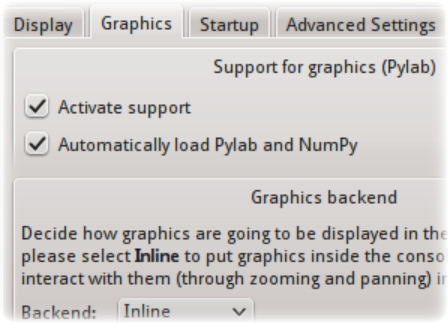 Display Graphics Startup Advanced Settings
Support for graphics (Pylab)
Activate support
Automatically load Pylab and NumPy
Graphics backend
Decide how graphics are going to be displayed in the
please select Inline to put graphics inside the conso
interact with them (through zooming and panning) i
Backend: Inline